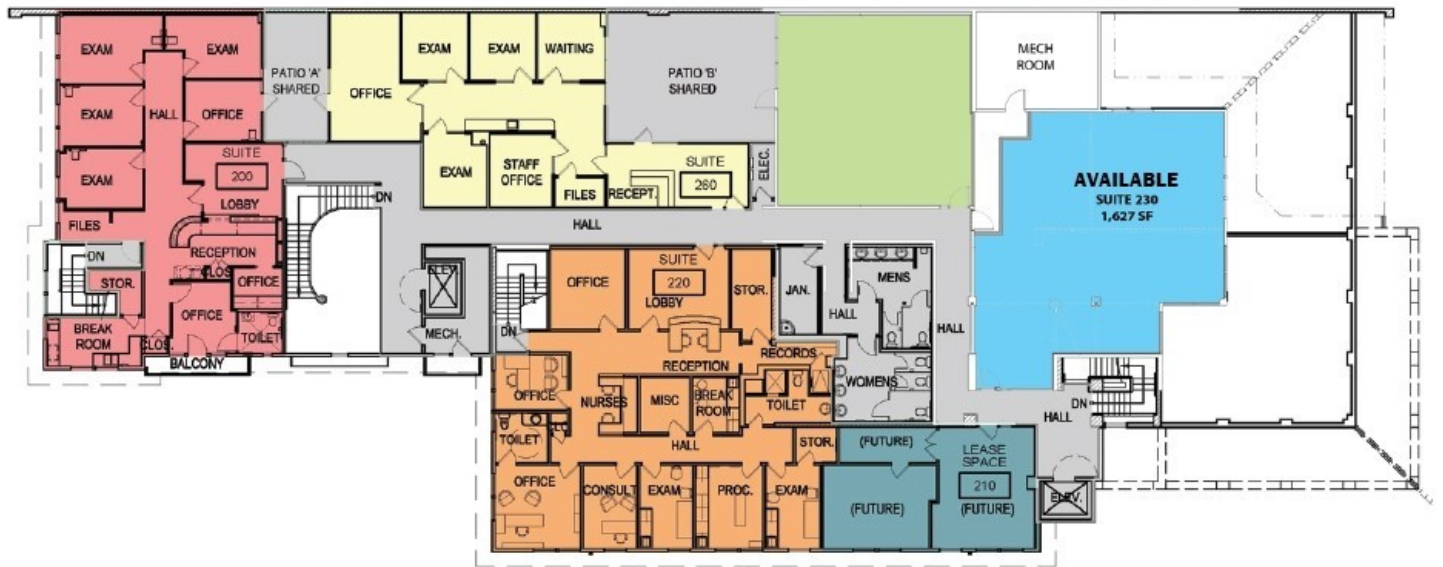 EXAM
EXAM
PATIO 'A'
SHARED
OFFICE
EXAM
EXAM
WAITING
PATIO 'B'
SHARED
MECH
ROOM
EXAM
HALL
OFFICE
EXAM
SUITE
200
LOBBY
EXAM
STAFF
OFFICE
FILES
RECEPT.
SUITE
260
ELEC.
AVAILABLE
SUITE 230
1,627 SF
FILES
DN
HALL
DN
RECEPTION
CLOS.
OFFICE
STOR.
OFFICE
BREAK
ROOM
CLOS.
TOILET
BALCONY
ELEV.
MECH.
DN
OFFICE
SUITE
220
LOBBY
STOR.
JAN.
MENS
HALL
HALL
RECORDS
RECEPTION
OFFICE
NURSES
MISC
BREAK
ROOM
TOILET
WOMENS
HALL
DN
TOILET
HALL
STOR.
(FUTURE)
LEASE
SPACE
210
(FUTURE)
OFFICE
CONSULT
EXAM
PROC.
EXAM
(FUTURE)
ELEV.